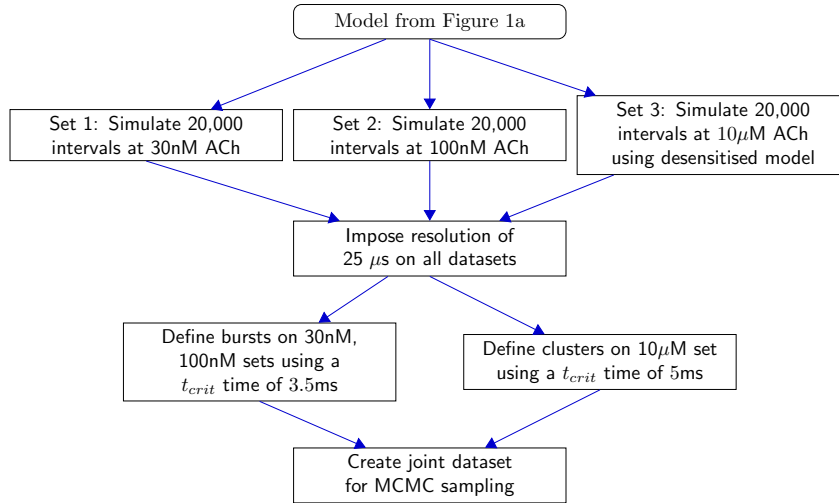 Model from Figure 1a
Set 1: Simulate 20,000
intervals at 30nM ACh
Set 2: Simulate 20,000
intervals at 100nM ACh
Set 3: Simulate 20,000
intervals at 10μM ACh
using desensitised model
Impose resolution of
25 μs on all datasets
Define bursts on 30nM,
100nM sets using a
t_crit time of 3.5ms
Define clusters on 10μM set
using a t_crit time of 5ms
Create joint dataset
for MCMC sampling